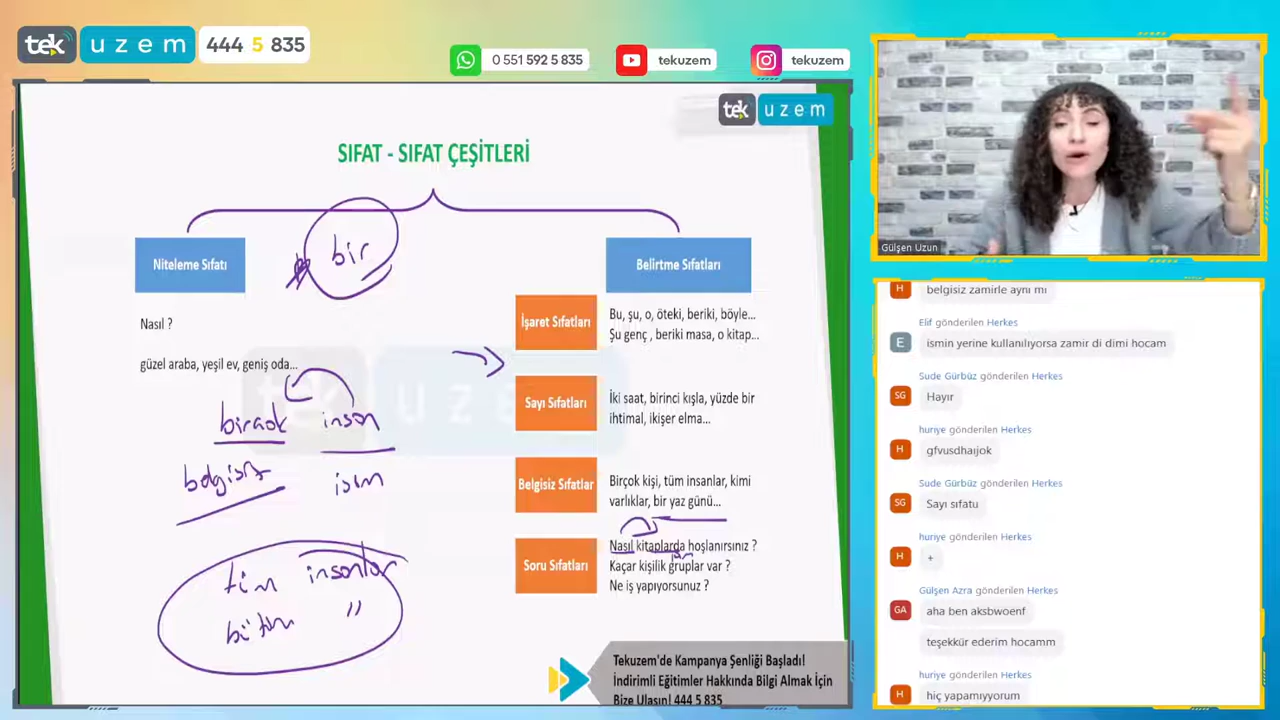 tek uzem 444 5 835
0 551 592 5 835
tekuzem
tekuzem
tek uzem
SIFAT - SIFAT ÇEŞİTLERİ
bir
Niteleme Sıfatı
Nasıl ?
güzel araba, yeşil ev, geniş oda...
insan
belgisiz
isim
tüm insanlar
bütün "
Belirtme Sıfatları
İşaret Sıfatları
Bu, şu, o, öteki, beriki, böyle...
Şu genç , beriki masa, o kitap...
Sayı Sıfatları
İki saat, birinci kışla, yüzde bir
ihtimal, ikişer elma...
Belgisiz Sıfatlar
Birçok kişi, tüm insanlar, kimi
varlıklar, bir yaz günü...
Soru Sıfatları
Nasıl kitaplarda hoşlanırsınız ?
Kaçar kişilik gruplar var ?
Ne iş yapıyorsunuz ?
Tekuzem'de Kampanya Şenliği Başladı!
İndirimli Eğitimler Hakkında Bilgi Almak İçin
Bize Ulaşın! 444 5 835
Gülşen Uzun
H belgisiz zamirle aynı mı
Elif gönderilen Herkes
E ismin yerine kullanılıyorsa zamir di dimi hocam
Sude Gürbüz gönderilen Herkes
SG Hayır
huriye gönderilen Herkes
H gfvusdhaıjok
Sude Gürbüz gönderilen Herkes
SG Sayı sıfatu
huriye gönderilen Herkes
H +
Gülşen Azra gönderilen Herkes
GA aha ben aksbwoenf
teşekkür ederim hocamm
huriye gönderilen Herkes
H hiç yapamıyyorum